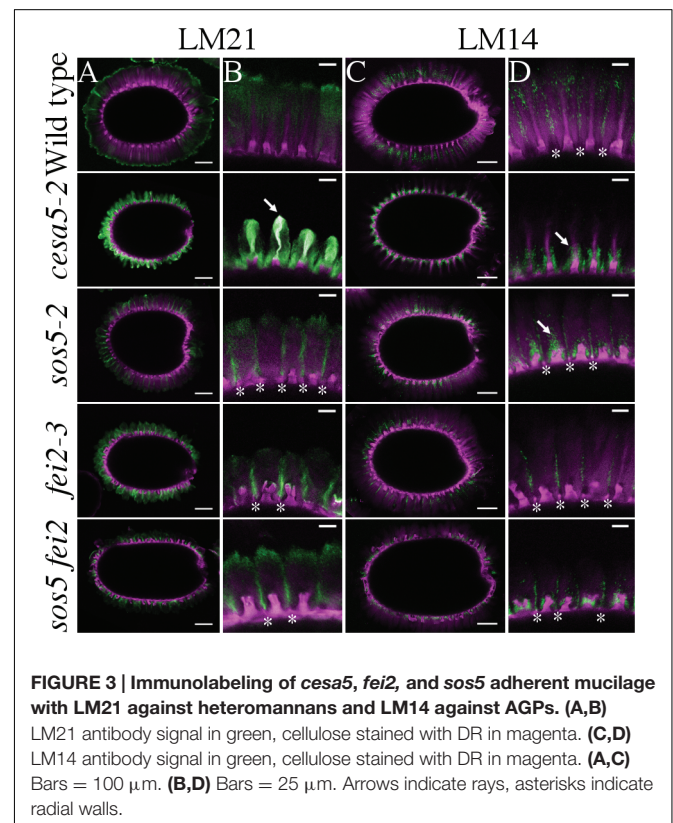 LM21 LM14
A B C D
Wild type
cesa5-2
sos5-2
fei2-3
sos5 fei2
* * *
* * * * *
* * *
* *
* * * *
* *
* * *
FIGURE 3 | Immunolabeling of cesa5, fei2, and sos5 adherent mucilage
with LM21 against heteromannans and LM14 against AGPs. (A,B)
LM21 antibody signal in green, cellulose stained with DR in magenta. (C,D)
LM14 antibody signal in green, cellulose stained with DR in magenta. (A,C)
Bars = 100 μm. (B,D) Bars = 25 μm. Arrows indicate rays, asterisks indicate
radial walls.